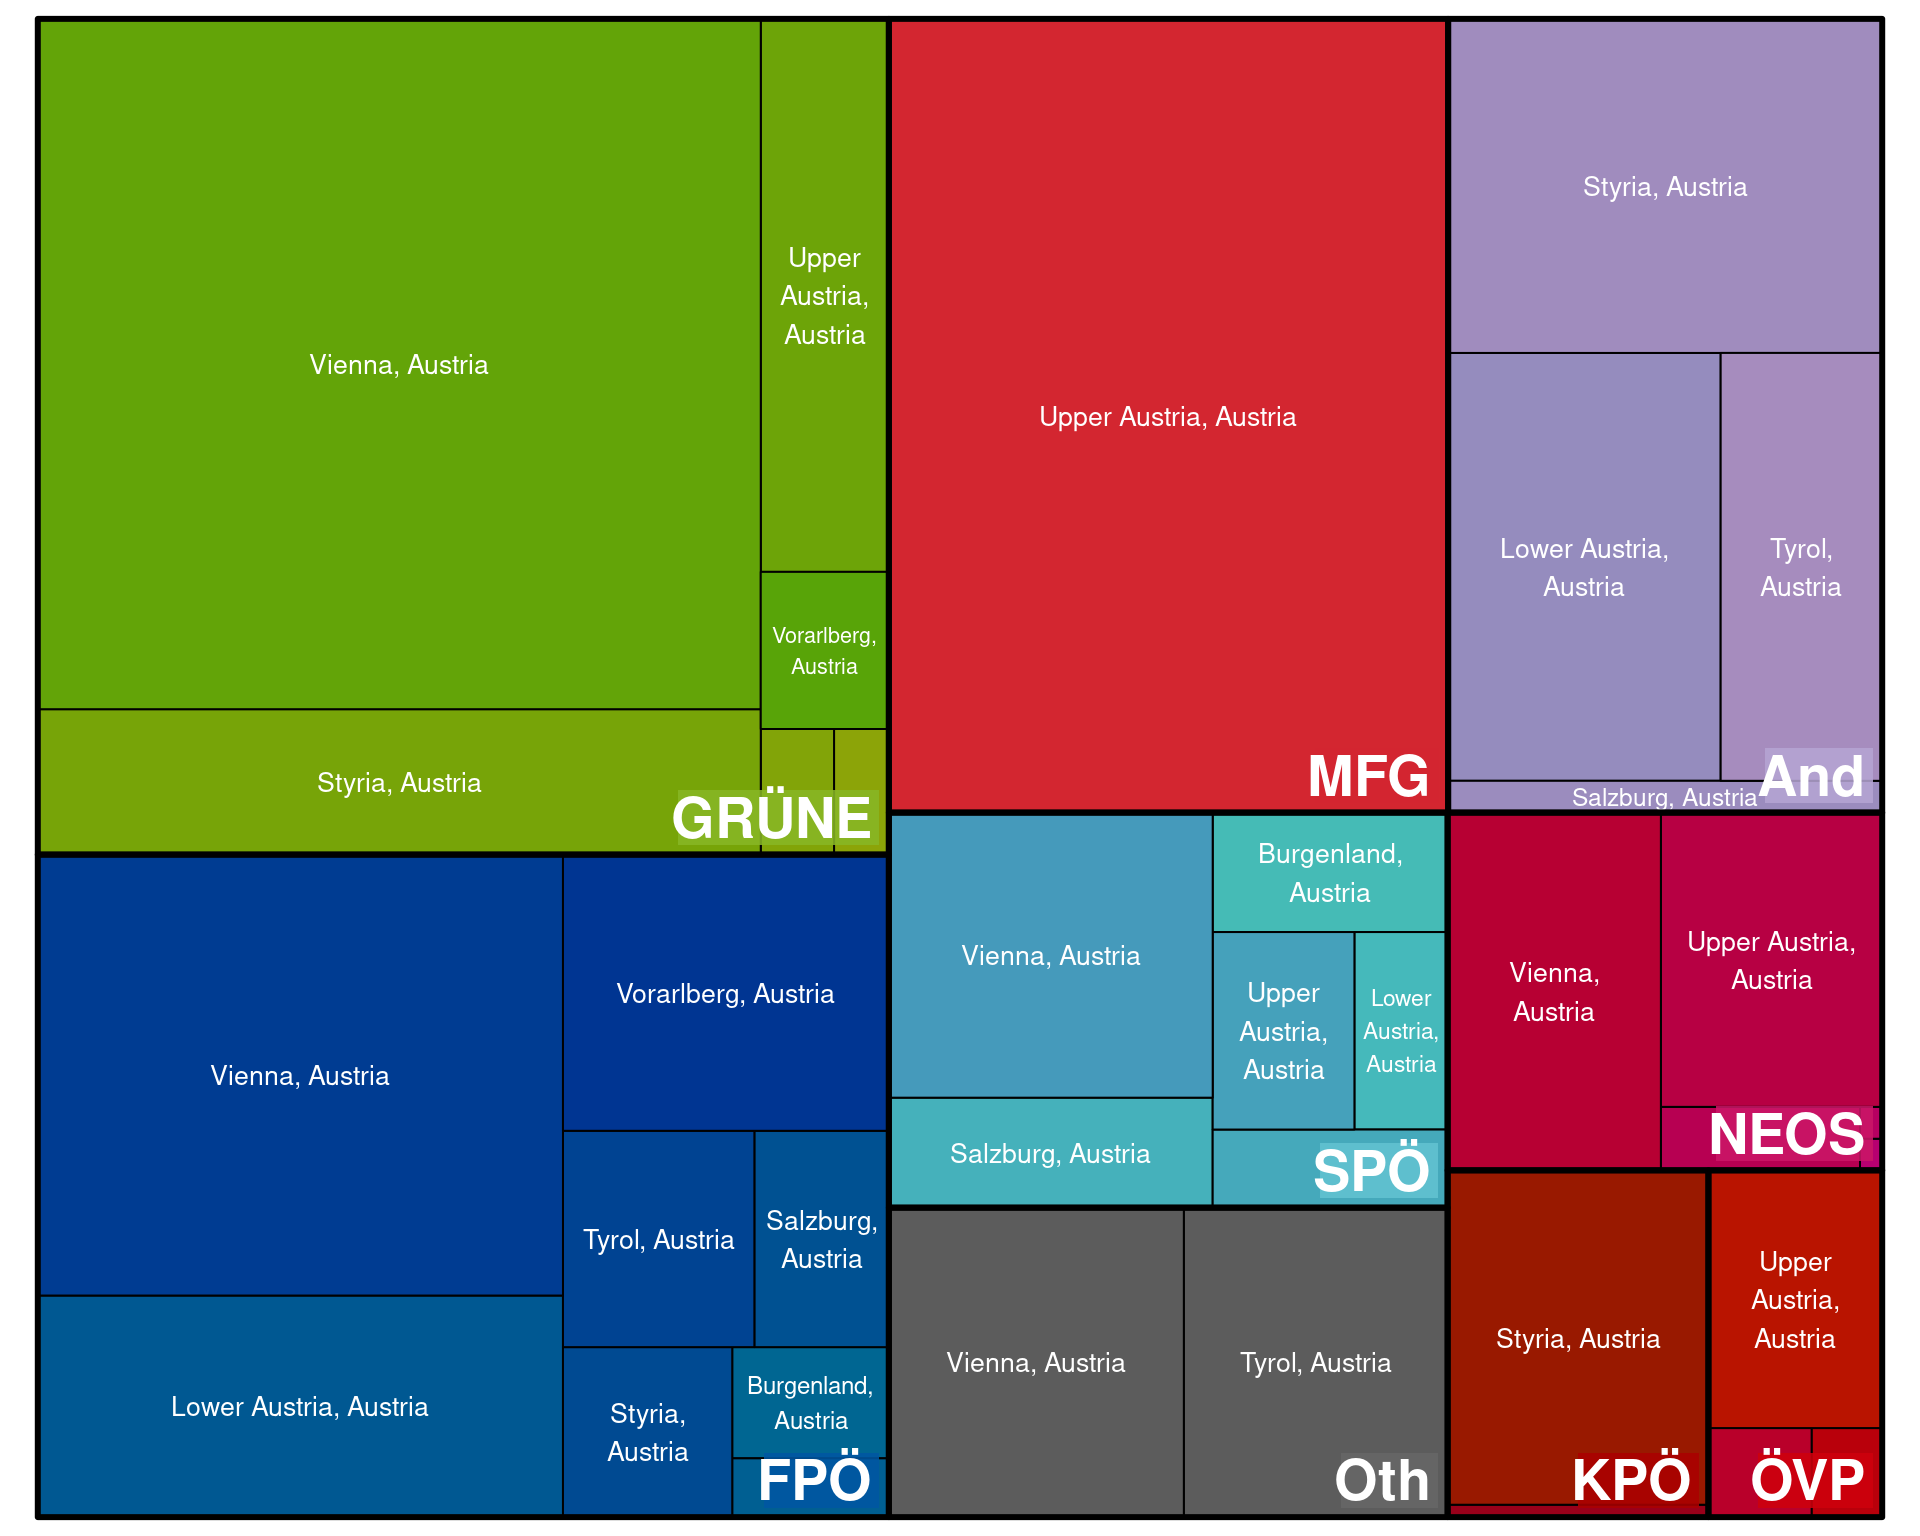 Vienna, Austria
Upper
Austria,
Austria
Vorarlberg,
Austria
Styria, Austria
GRÜNE
Upper Austria, Austria
MFG
Styria, Austria
Lower Austria,
Austria
Tyrol,
Austria
Salzburg, Austria
And
Vienna, Austria
Vorarlberg, Austria
Tyrol, Austria
Salzburg,
Austria
Lower Austria, Austria
Styria,
Austria
Burgenland,
Austria
FPÖ
Vienna, Austria
Burgenland,
Austria
Upper
Austria,
Austria
Lower
Austria,
Austria
Salzburg, Austria
SPÖ
Vienna,
Austria
Upper Austria,
Austria
NEOS
Vienna, Austria
Tyrol, Austria
Oth
Styria, Austria
KPÖ
Upper
Austria,
Austria
ÖVP